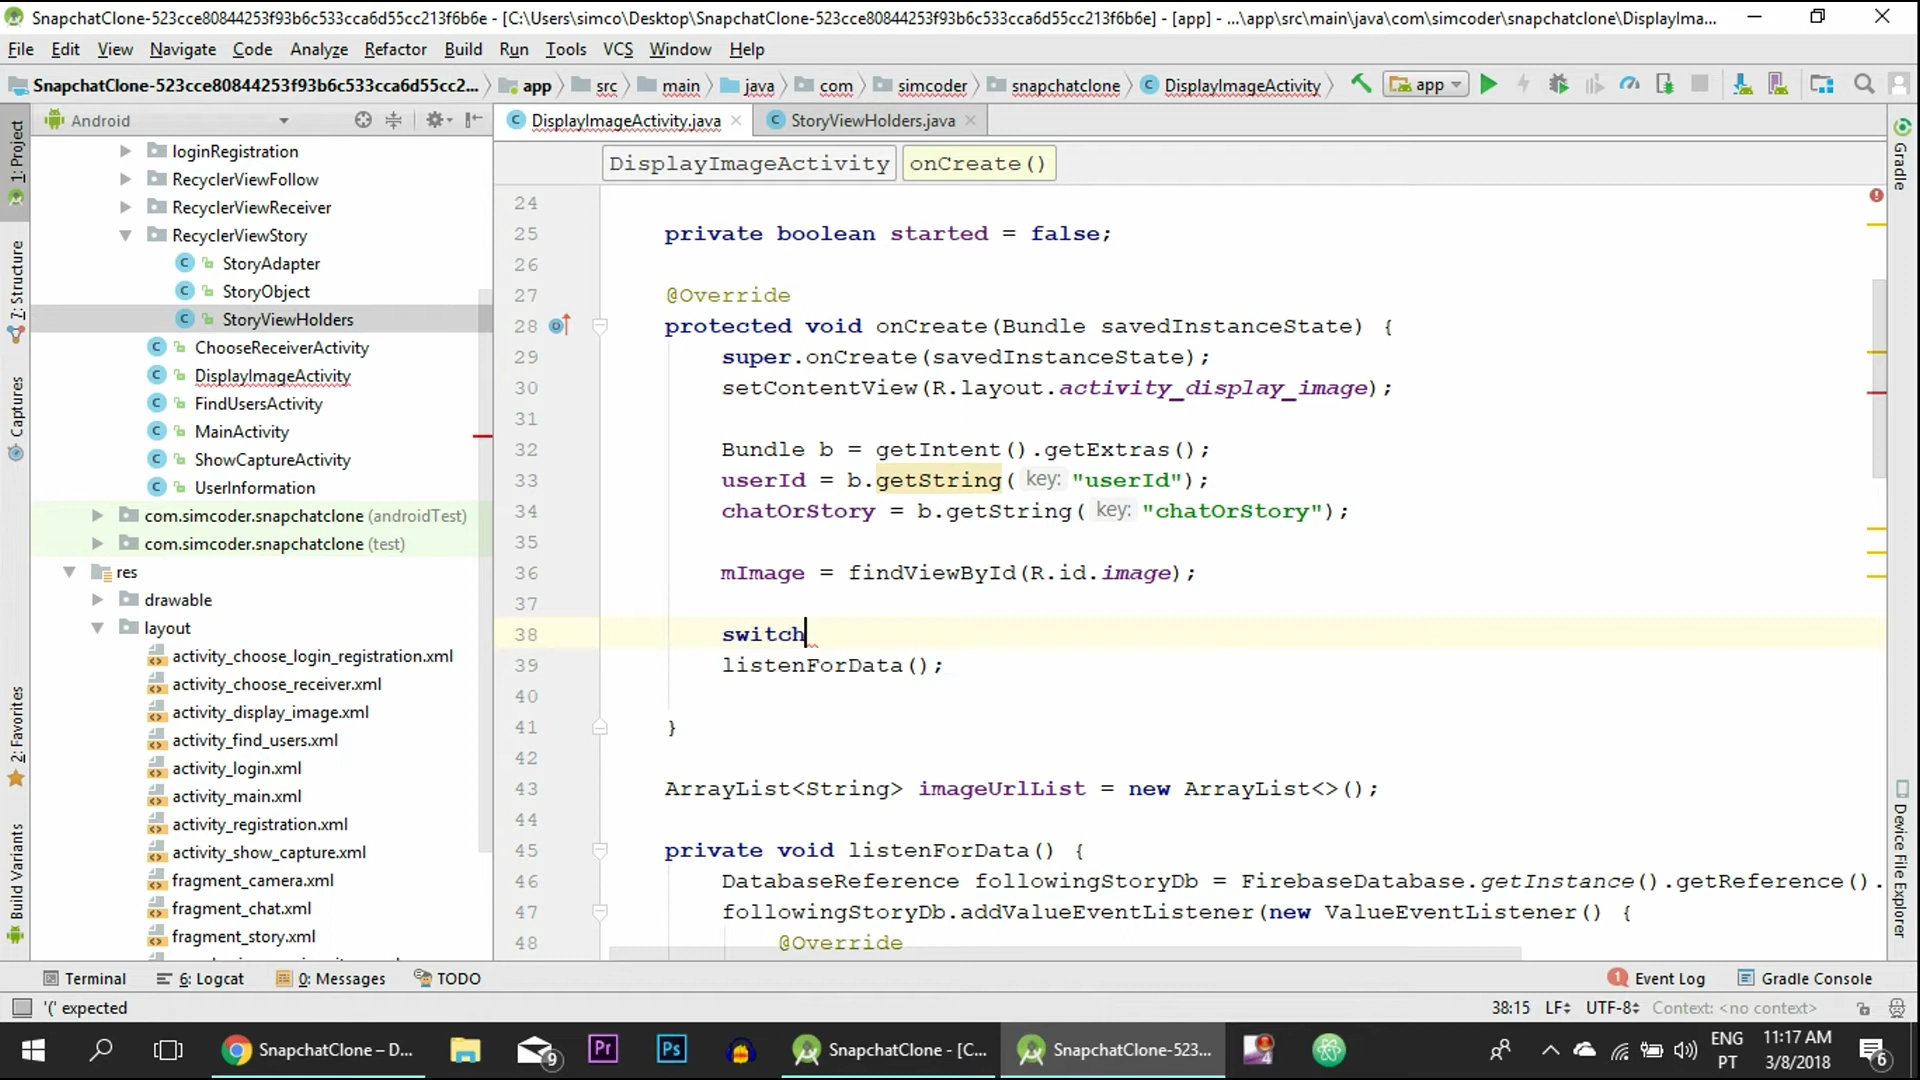 SnapchatClone-523cce80844253f93b6c533cca6d55cc213f6b6e - [C:\Users\simco\Desktop\SnapchatClone-523cce80844253f93b6c533cca6d55cc213f6b6e] - [app] - ...\app\src\main\java\com\simcoder\snapchatclone\DisplayIma...
File Edit View Navigate Code Analyze Refactor Build Run Tools VCS Window Help
SnapchatClone-523cce80844253f93b6c533cca6d55cc2... app src main java com simcoder snapchatclone DisplayImageActivity app
Android
DisplayImageActivity.java StoryViewHolders.java
DisplayImageActivity onCreate()
1: Project
7: Structure
Captures
2: Favorites
Build Variants
loginRegistration
RecyclerViewFollow
RecyclerViewReceiver
RecyclerViewStory
StoryAdapter
StoryObject
StoryViewHolders
ChooseReceiverActivity
DisplayImageActivity
FindUsersActivity
MainActivity
ShowCaptureActivity
UserInformation
com.simcoder.snapchatclone (androidTest)
com.simcoder.snapchatclone (test)
res
drawable
layout
activity_choose_login_registration.xml
activity_choose_receiver.xml
activity_display_image.xml
activity_find_users.xml
activity_login.xml
activity_main.xml
activity_registration.xml
activity_show_capture.xml
fragment_camera.xml
fragment_chat.xml
fragment_story.xml
24
25 private boolean started = false;
26
27 @Override
28 protected void onCreate(Bundle savedInstanceState) {
29 super.onCreate(savedInstanceState);
30 setContentView(R.layout.activity_display_image);
31
32 Bundle b = getIntent().getExtras();
33 userId = b.getString( key: "userId");
34 chatOrStory = b.getString( key: "chatOrStory");
35
36 mImage = findViewById(R.id.image);
37
38 switch
39 listenForData();
40
41 }
42
43 ArrayList<String> imageUrlList = new ArrayList<>();
44
45 private void listenForData() {
46 DatabaseReference followingStoryDb = FirebaseDatabase.getInstance().getReference().
47 followingStoryDb.addValueEventListener(new ValueEventListener() {
48 @Override
Gradle
Device File Explorer
Terminal 6: Logcat 0: Messages TODO 1 Event Log Gradle Console
'(' expected 38:15 LF UTF-8 Context: <no context>
SnapchatClone – D... 9 Pr Ps SnapchatClone - [C... SnapchatClone-523... 4 ENG 11:17 AM
PT 3/8/2018 6